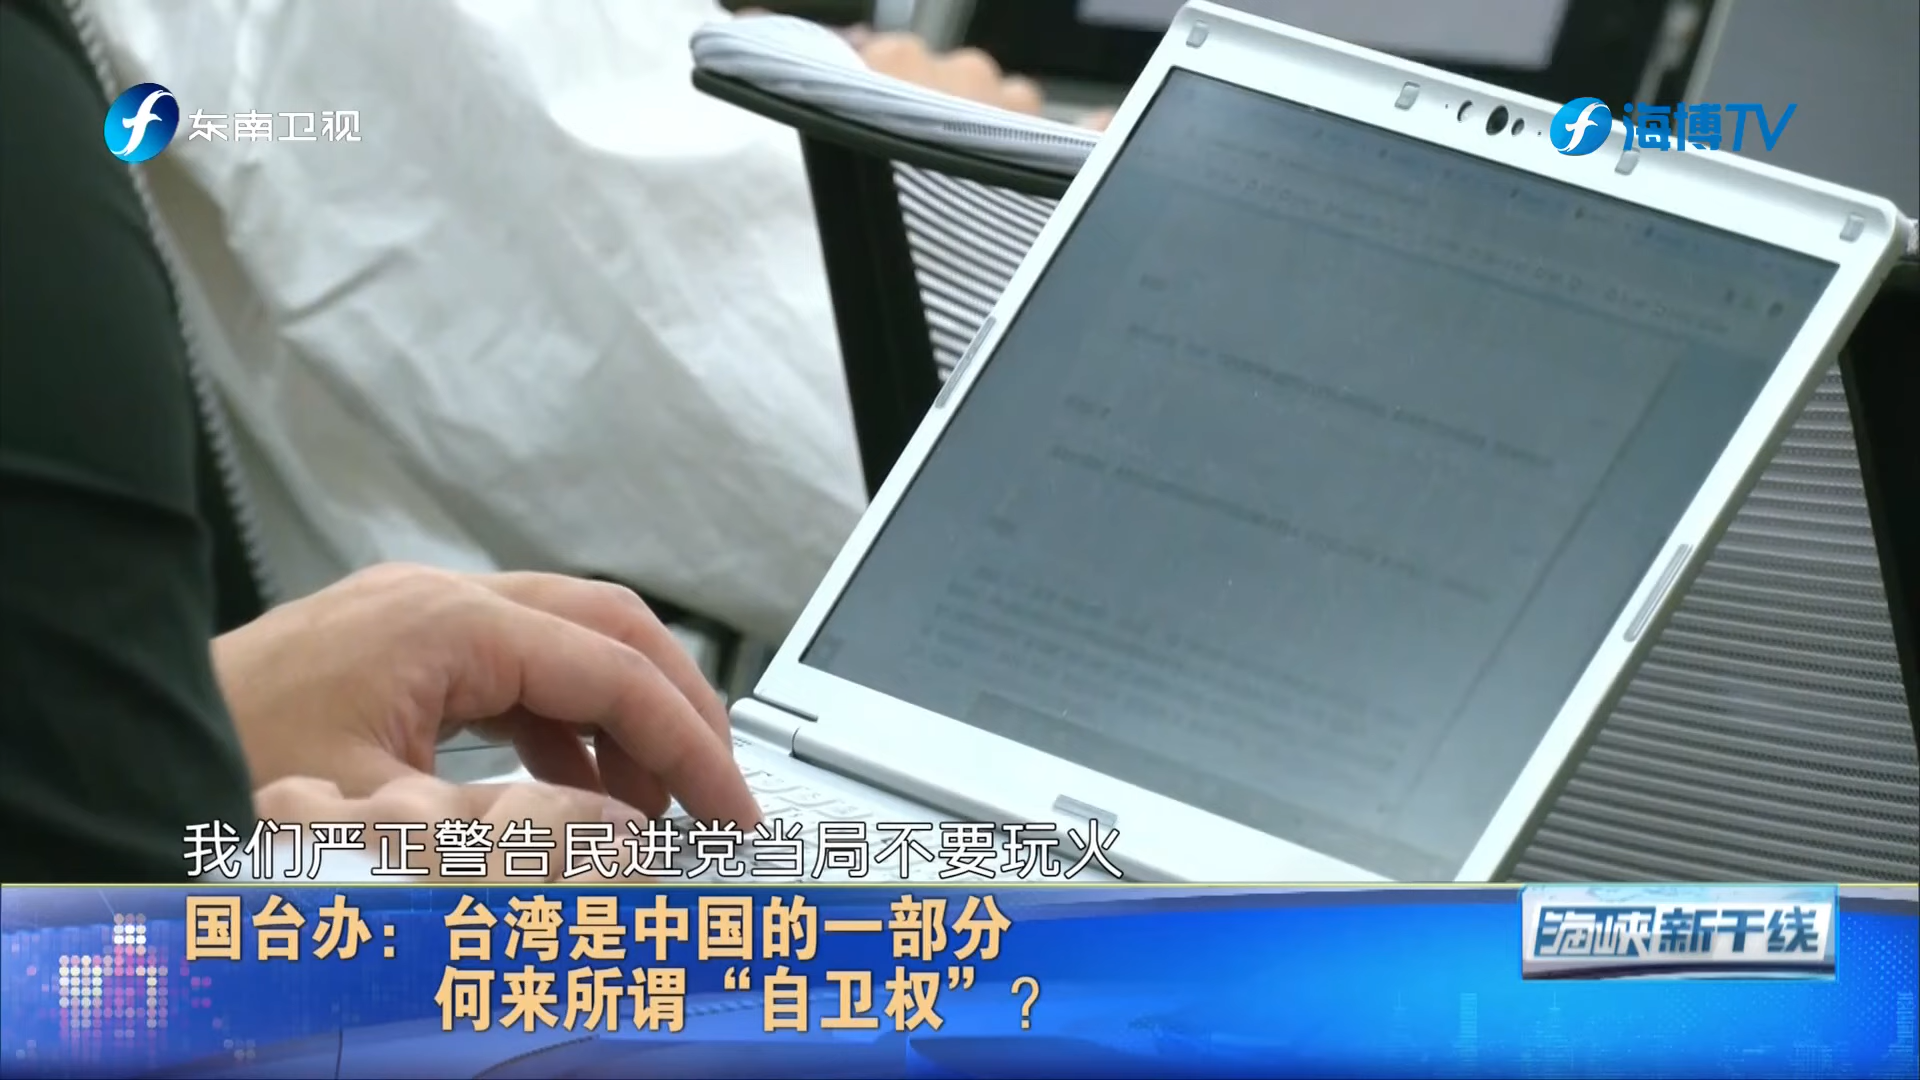 东南卫视
海博TV
我们严正警告民进党当局不要玩火
国台办：台湾是中国的一部分
何来所谓“自卫权”？
海峡新干线